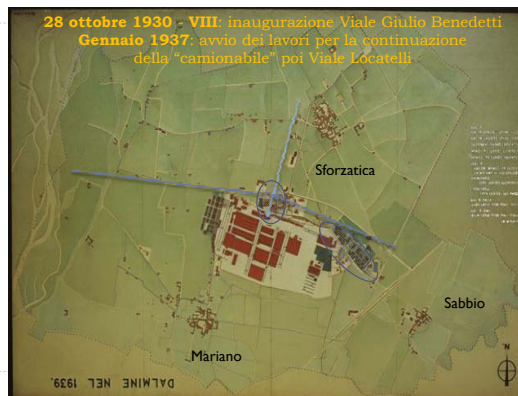 28 ottobre 1930 - VIII: inaugurazione Viale Giulio Benedetti
Gennaio 1937: avvio dei lavori per la continuazione
della “camionabile” poi Viale Locatelli
Sforzatica
Sabbio
Mariano
DALMINE NEL 1939.
N.